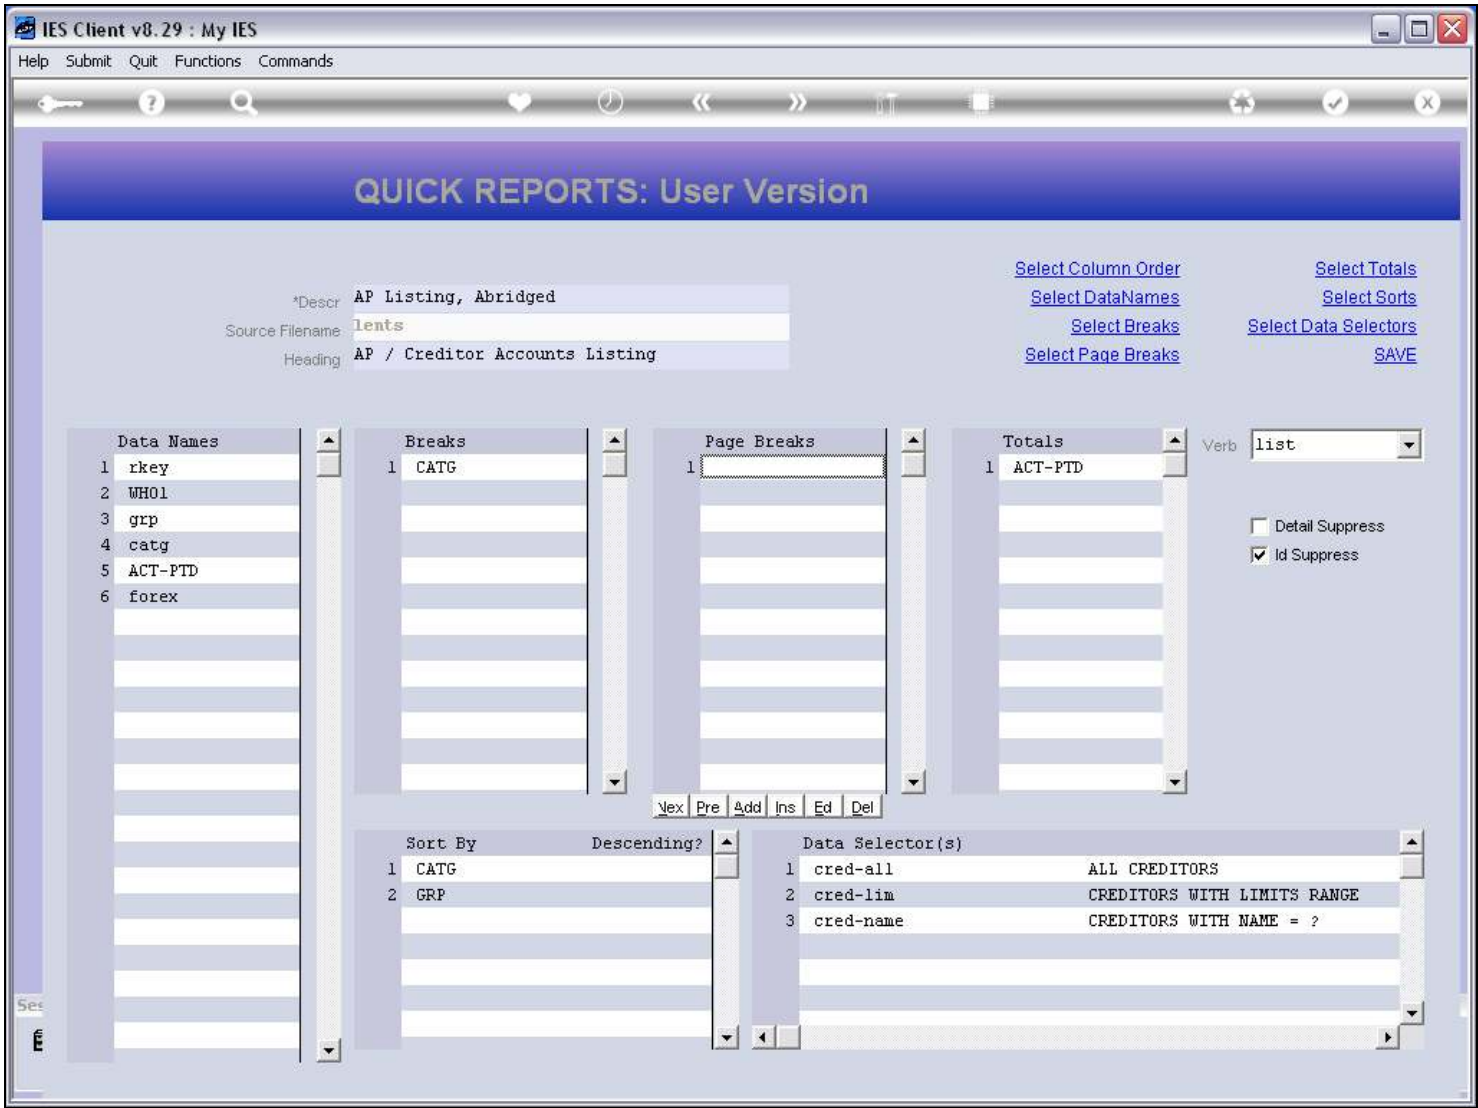 IES Client v8.29 : My IES
Help Submit Quit Functions Commands
QUICK REPORTS: User Version
Select Column Order Select Totals
*Descr AP Listing, Abridged Select DataNames Select Sorts
Source Filename lents Select Breaks Select Data Selectors
Heading AP / Creditor Accounts Listing Select Page Breaks SAVE
Data Names Breaks Page Breaks Totals Verb list
1 rkey 1 CATG 1 1 ACT-PTD
2 WHO1
3 grp Detail Suppress
4 catg Id Suppress
5 ACT-PTD
6 forex
Nex Pre Add Ins Ed Del
Sort By Descending? Data Selector(s)
1 CATG 1 cred-all ALL CREDITORS
2 GRP 2 cred-lim CREDITORS WITH LIMITS RANGE
3 cred-name CREDITORS WITH NAME = ?
Ses